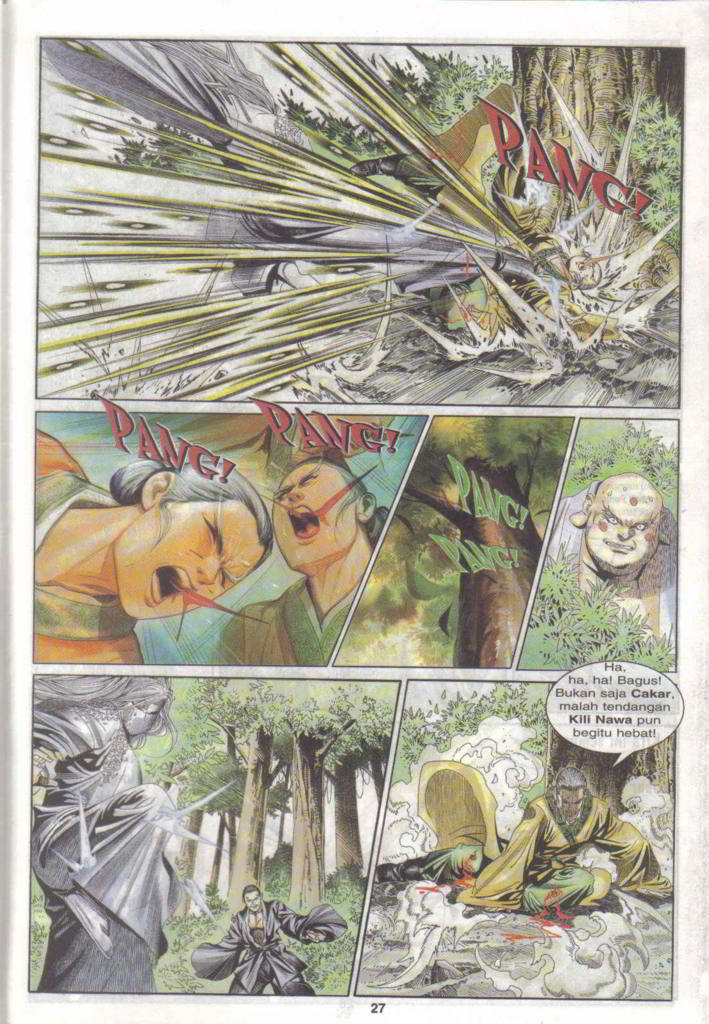 PANG!
PANG!
PANG!
PANG!
PANG!
Ha,
ha, ha! Bagus!
Bukan saja Cakar,
malah tendangan
Kili Nawa pun
begitu hebat!
27